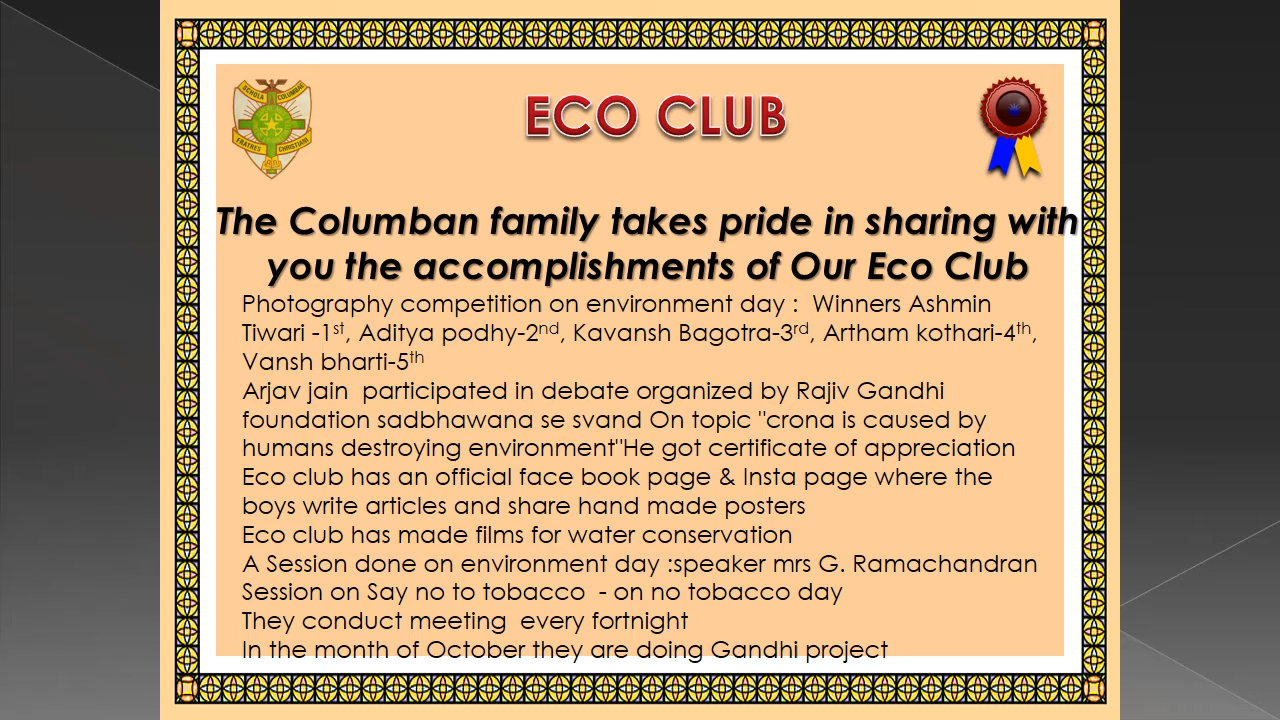 SCHOLA COLUMBAE
FRATRES CHRISTIANI
ECO CLUB
The Columban family takes pride in sharing with
you the accomplishments of Our Eco Club
Photography competition on environment day :  Winners Ashmin
Tiwari -1st, Aditya podhy-2nd, Kavansh Bagotra-3rd, Artham kothari-4th,
Vansh bharti-5th
Arjav jain  participated in debate organized by Rajiv Gandhi
foundation sadbhawana se svand On topic "crona is caused by
humans destroying environment"He got certificate of appreciation
Eco club has an official face book page & Insta page where the
boys write articles and share hand made posters
Eco club has made films for water conservation
A Session done on environment day :speaker mrs G. Ramachandran
Session on Say no to tobacco  - on no tobacco day
They conduct meeting  every fortnight
In the month of October they are doing Gandhi project